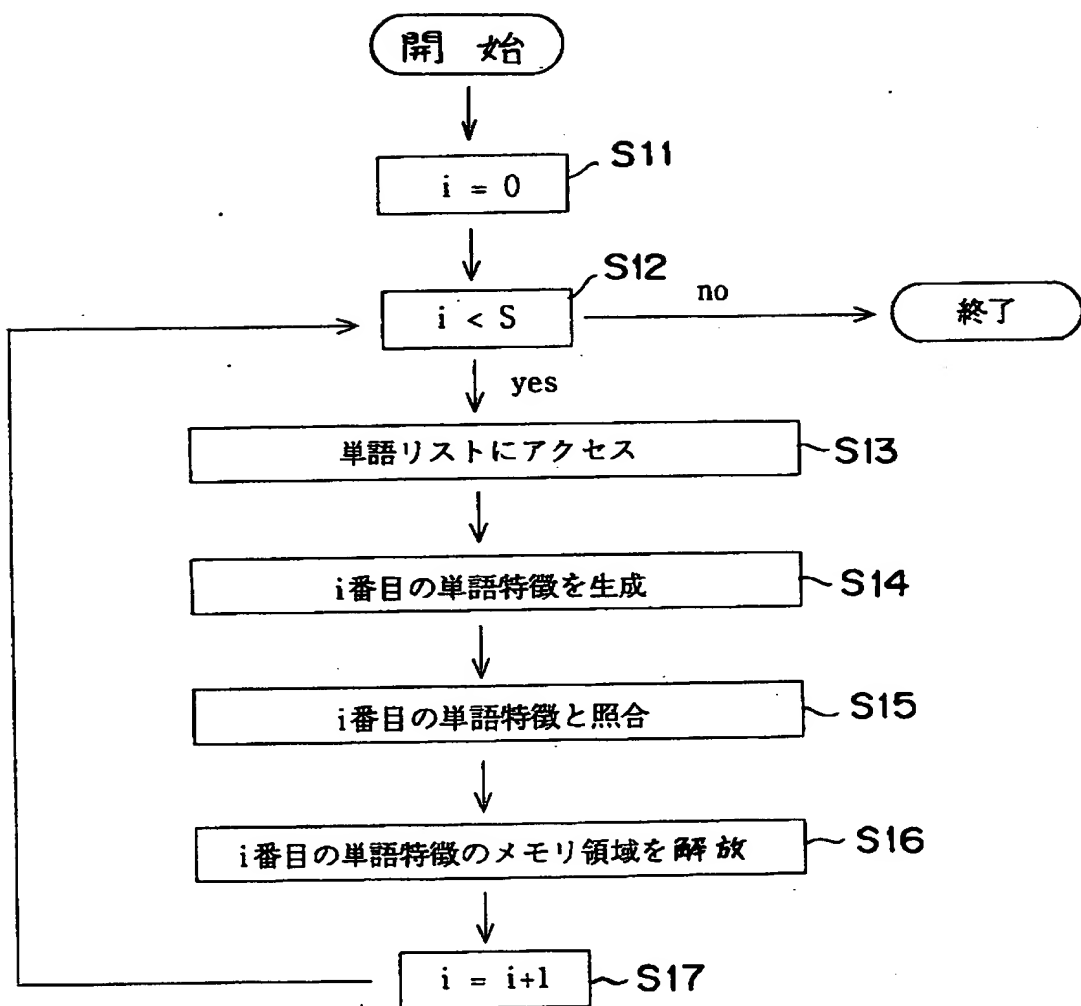 開 始
S11
i = 0
S12
i < S
no
終了
yes
単語リストにアクセス
S13
i番目の単語特徴を生成
S14
i番目の単語特徴と照合
S15
i番目の単語特徴のメモリ領域を解放
S16
i = i+1
S17